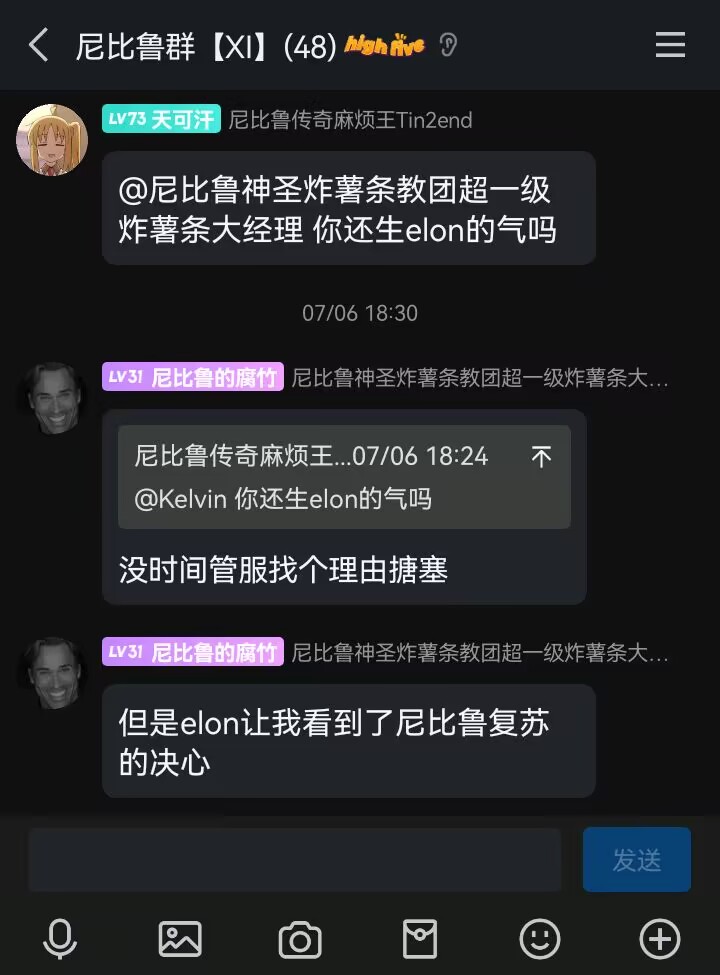 尼比鲁群【XI】(48) high five
LV73 天可汗 尼比鲁传奇麻烦王Tin2end
@尼比鲁神圣炸薯条教团超一级
炸薯条大经理 你还生elon的气吗
07/06 18:30
LV31 尼比鲁的腐竹 尼比鲁神圣炸薯条教团超一级炸薯条大...
尼比鲁传奇麻烦王...07/06 18:24
@Kelvin 你还生elon的气吗
没时间管服找个理由搪塞
LV31 尼比鲁的腐竹 尼比鲁神圣炸薯条教团超一级炸薯条大...
但是elon让我看到了尼比鲁复苏
的决心
发送